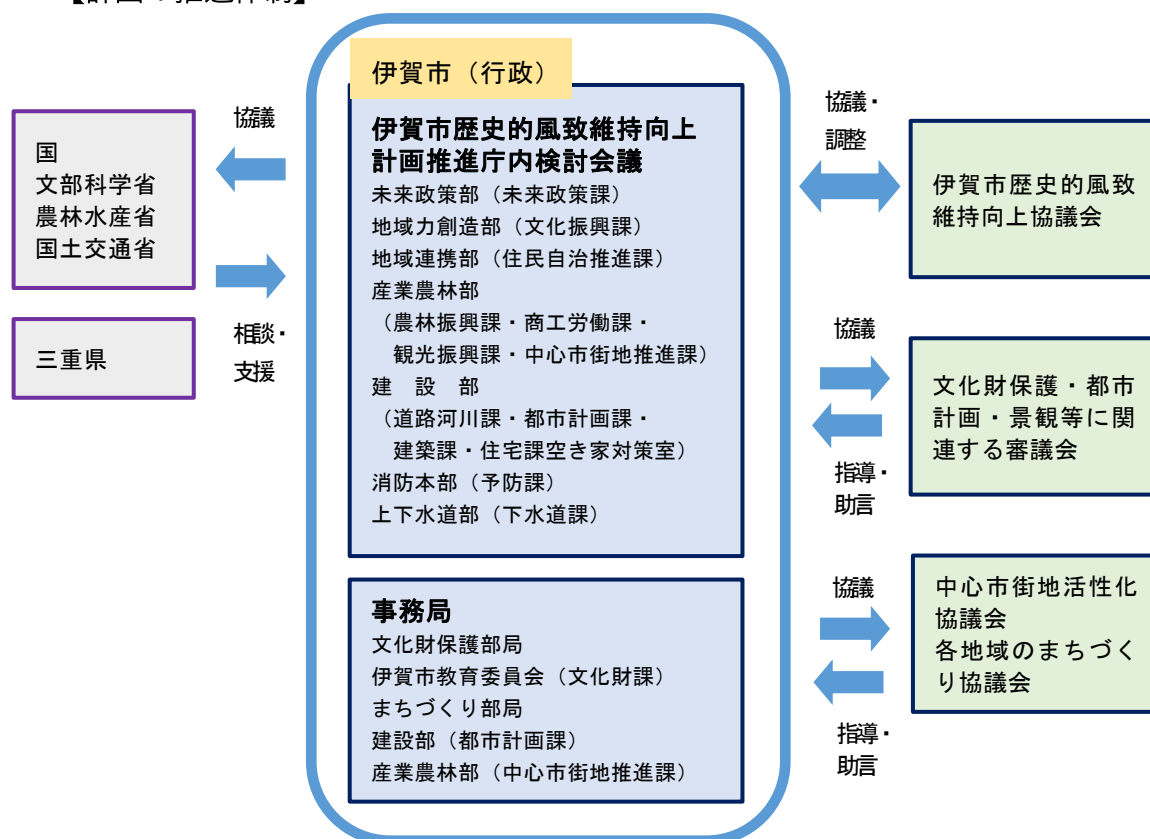 【計画の推進体制】
伊賀市（行政）
伊賀市歴史的風致維持向上
計画推進庁内検討会議
未来政策部（未来政策課）
地域力創造部（文化振興課）
地域連携部（住民自治推進課）
産業農林部
（農林振興課・商工労働課・
観光振興課・中心市街地推進課）
建　設　部
（道路河川課・都市計画課・
建築課・住宅課空き家対策室）
消防本部（予防課）
上下水道部（下水道課）
事務局
文化財保護部局
伊賀市教育委員会（文化財課）
まちづくり部局
建設部（都市計画課）
産業農林部（中心市街地推進課）
国
文部科学省
農林水産省
国土交通省
三重県
協議
相談・
支援
協議・
調整
伊賀市歴史的風致
維持向上協議会
協議
指導・
助言
文化財保護・都市
計画・景観等に関
連する審議会
協議
指導・
助言
中心市街地活性化
協議会
各地域のまちづく
り協議会